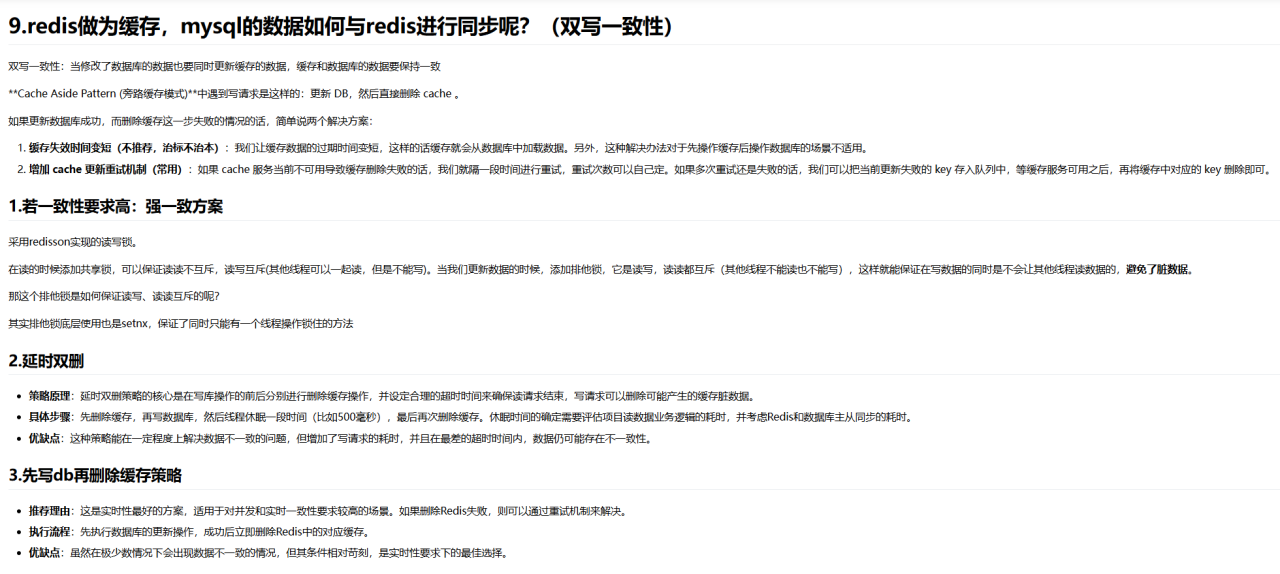 9.redis做为缓存，mysql的数据如何与redis进行同步呢？（双写一致性）
双写一致性：当修改了数据库的数据也要同时更新缓存的数据，缓存和数据库的数据要保持一致
**Cache Aside Pattern (旁路缓存模式)**中遇到写请求是这样的：更新 DB，然后直接删除 cache 。
如果更新数据库成功，而删除缓存这一步失败的情况的话，简单说两个解决方案：
1. 缓存失效时间变短（不推荐，治标不治本）：我们让缓存数据的过期时间变短，这样的话缓存就会从数据库中加载数据。另外，这种解决办法对于先操作缓存后操作数据库的场景不适用。
2. 增加 cache 更新重试机制（常用）：如果 cache 服务当前不可用导致缓存删除失败的话，我们就隔一段时间进行重试，重试次数可以自己定。如果多次重试还是失败的话，我们可以把当前更新失败的 key 存入队列中，等缓存服务可用之后，再将缓存中对应的 key 删除即可。
1.若一致性要求高：强一致方案
采用redisson实现的读写锁。
在读的时候添加共享锁，可以保证读读不互斥，读写互斥(其他线程可以一起读，但是不能写)。当我们更新数据的时候，添加排他锁，它是读写，读读都互斥（其他线程不能读也不能写），这样就能保证在写数据的同时是不会让其他线程读数据的，避免了脏数据。
那这个排他锁是如何保证读写、读读互斥的呢？
其实排他锁底层使用也是setnx，保证了同时只能有一个线程操作锁住的方法
2.延时双删
• 策略原理：延时双删策略的核心是在写库操作的前后分别进行删除缓存操作，并设定合理的超时时间来确保读请求结束，写请求可以删除可能产生的缓存脏数据。
• 具体步骤：先删除缓存，再写数据库，然后线程休眠一段时间（比如500毫秒），最后再次删除缓存。休眠时间的确定需要评估项目读数据业务逻辑的耗时，并考虑Redis和数据库主从同步的耗时。
• 优缺点：这种策略能在一定程度上解决数据不一致的问题，但增加了写请求的耗时，并且在最差的超时时间内，数据仍可能存在不一致性。
3.先写db再删除缓存策略
• 推荐理由：这是实时性最好的方案，适用于对并发和实时一致性要求较高的场景。如果删除Redis失败，则可以通过重试机制来解决。
• 执行流程：先执行数据库的更新操作，成功后立即删除Redis中的对应缓存。
• 优缺点：虽然在极少数情况下会出现数据不一致的情况，但其条件相对苛刻，是实时性要求下的最佳选择。